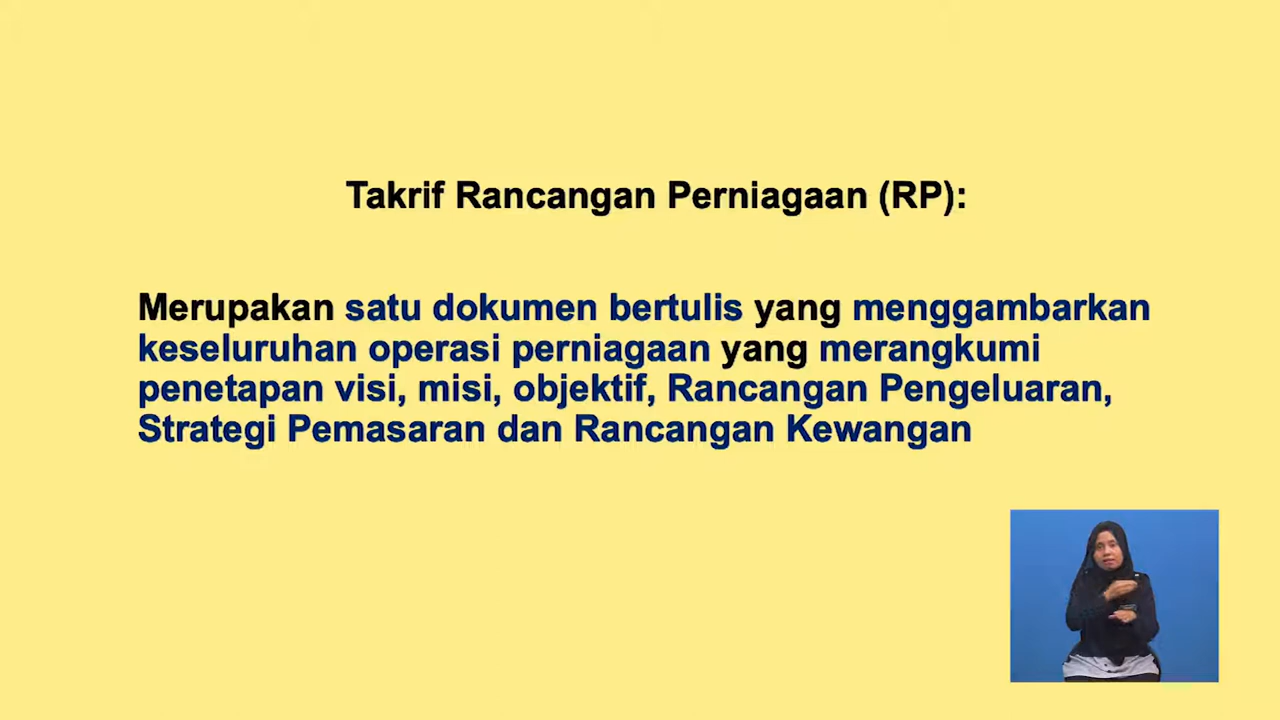 Takrif Rancangan Perniagaan (RP):
Merupakan satu dokumen bertulis yang menggambarkan
keseluruhan operasi perniagaan yang merangkumi
penetapan visi, misi, objektif, Rancangan Pengeluaran,
Strategi Pemasaran dan Rancangan Kewangan